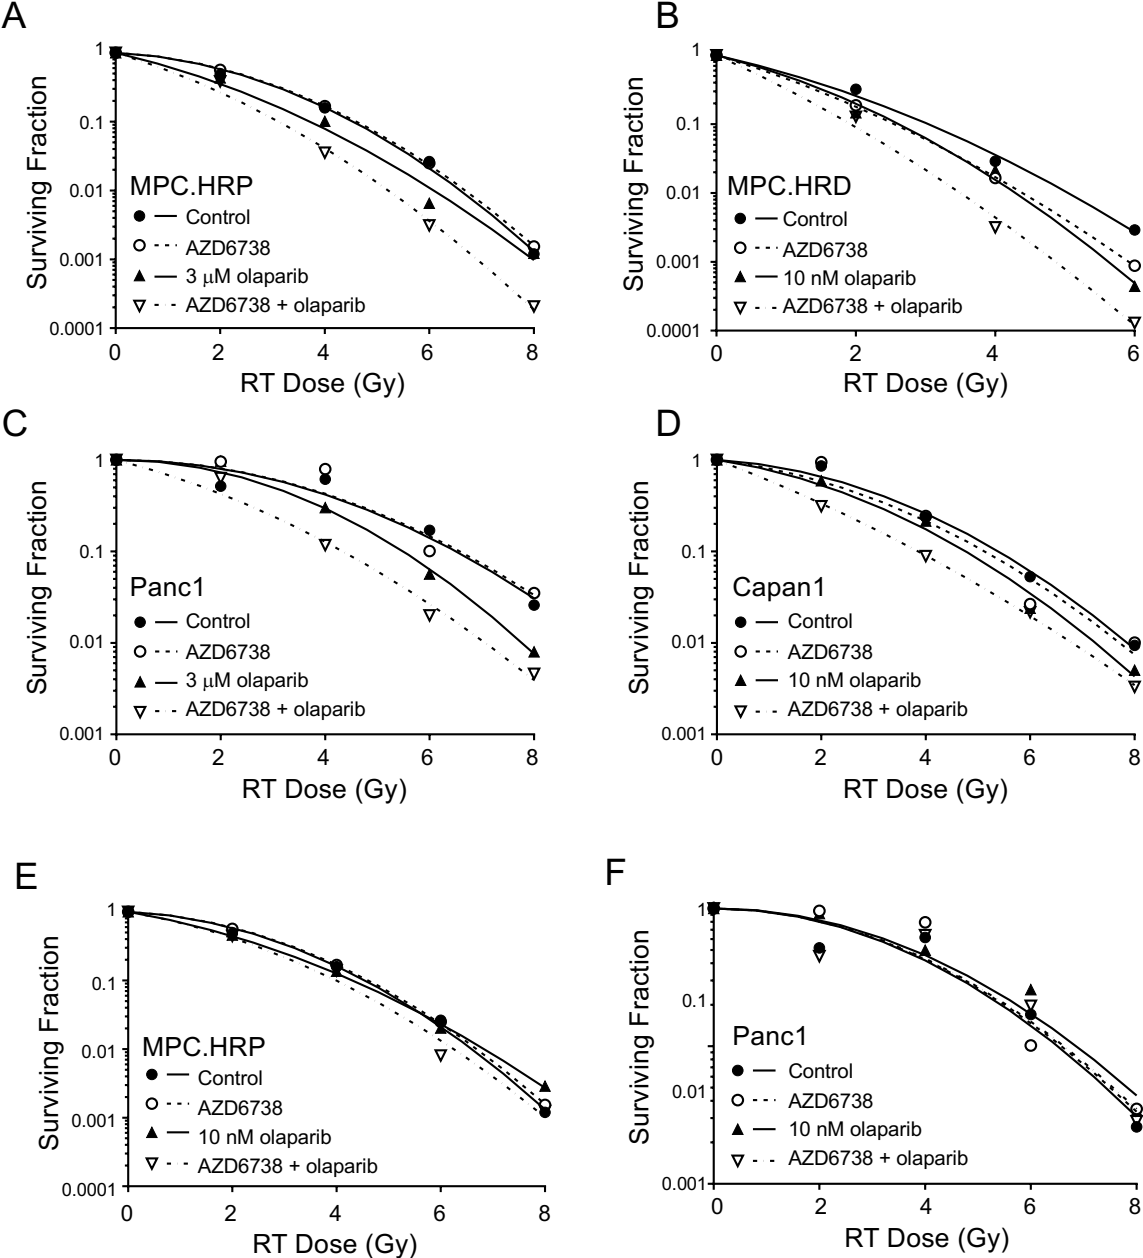 A
Surviving Fraction
1
0.1
0.01
0.001
0.0001
MPC.HRP
Control
AZD6738
3 µM olaparib
AZD6738 + olaparib
0 2 4 6 8
RT Dose (Gy)
B
Surviving Fraction
1
0.1
0.01
0.001
0.0001
MPC.HRD
Control
AZD6738
10 nM olaparib
AZD6738 + olaparib
0 2 4 6
RT Dose (Gy)
C
Surviving Fraction
1
0.1
0.01
0.001
Panc1
Control
AZD6738
3 µM olaparib
AZD6738 + olaparib
0 2 4 6 8
RT Dose (Gy)
D
Surviving Fraction
1
0.1
0.01
0.001
Capan1
Control
AZD6738
10 nM olaparib
AZD6738 + olaparib
0 2 4 6 8
RT Dose (Gy)
E
Surviving Fraction
1
0.1
0.01
0.001
0.0001
MPC.HRP
Control
AZD6738
10 nM olaparib
AZD6738 + olaparib
0 2 4 6 8
RT Dose (Gy)
F
Surviving Fraction
1
0.1
0.01
0.001
Panc1
Control
AZD6738
10 nM olaparib
AZD6738 + olaparib
0 2 4 6 8
RT Dose (Gy)